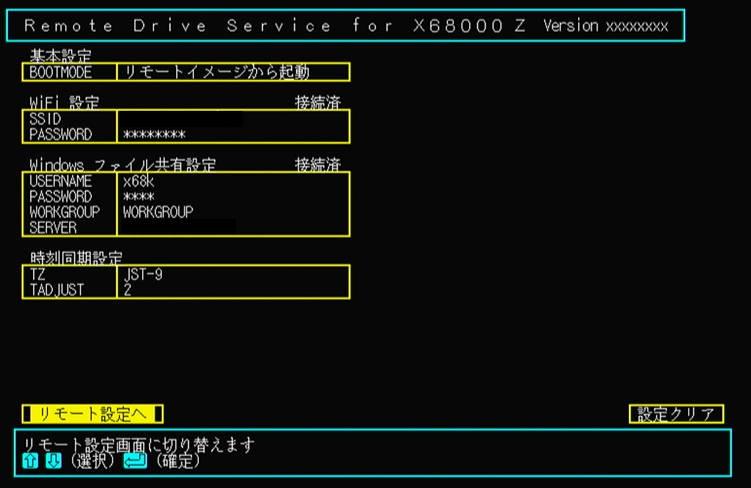 Remote Drive Service for X68000 Z Version xxxxxxxx
基本設定
BOOTMODE リモートイメージから起動
WiFi 設定 接続済
SSID
PASSWORD ********
Windows ファイル共有設定 接続済
USERNAME x68k
PASSWORD ****
WORKGROUP WORKGROUP
SERVER
時刻同期設定
TZ JST-9
TADJUST 2
リモート設定へ 設定クリア
リモート設定画面に切り替えます
⇧ ⇩ (選択) ⏎ (確定)